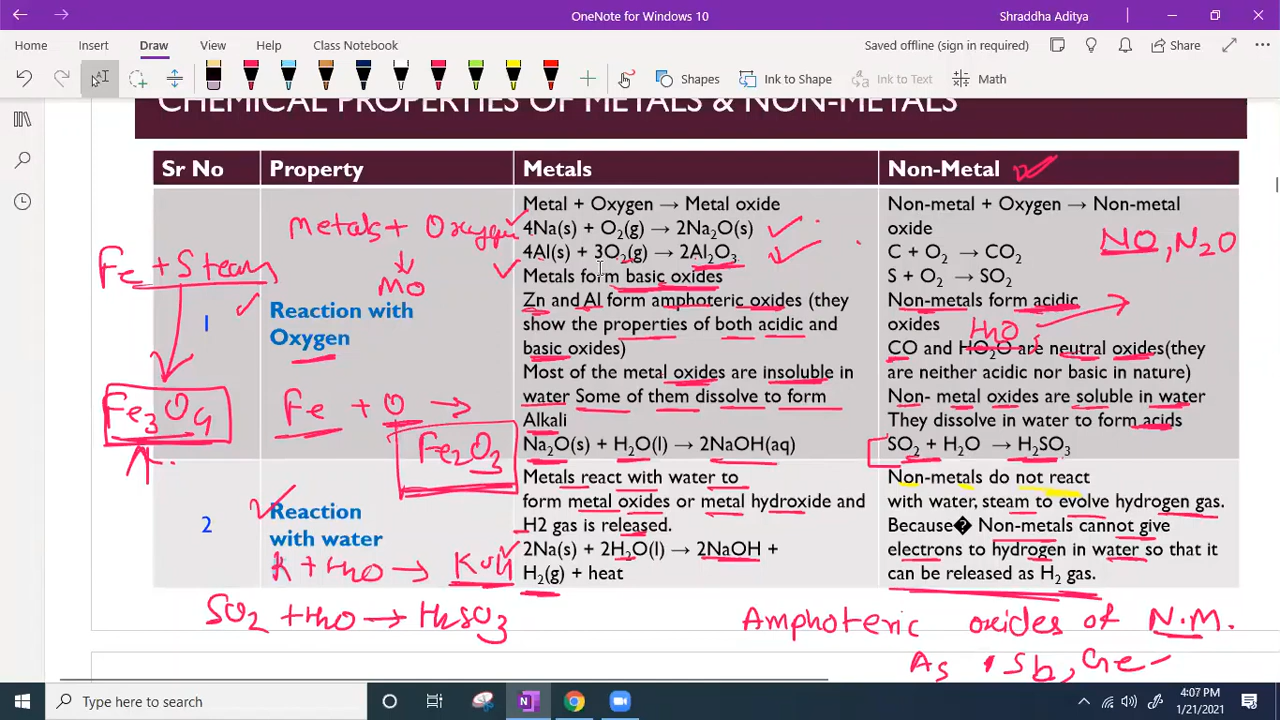 OneNote for Windows 10
Shraddha Aditya
Home Insert Draw View Help Class Notebook
Saved offline (sign in required)
Share
Shapes
Ink to Shape
Ink to Text
Math
CHEMICAL PROPERTIES OF METALS & NON-METALS
Sr No
Property
Metals
Non-Metal
1
Reaction with
Oxygen
metals + Oxygen
MO
Fe + Steam
Fe3O4
Fe + O →
Fe2O3
Metal + Oxygen → Metal oxide
4Na(s) + O2(g) → 2Na2O(s)
4Al(s) + 3O2(g) → 2Al2O3
Metals form basic oxides
Zn and Al form amphoteric oxides (they
show the properties of both acidic and
basic oxides)
Most of the metal oxides are insoluble in
water Some of them dissolve to form
Alkali
Na2O(s) + H2O(l) → 2NaOH(aq)
Non-metal + Oxygen → Non-metal
oxide
C + O2 → CO2
S + O2 → SO2
NO, N2O
Non-metals form acidic
oxides
H2O
CO and HO2O are neutral oxides(they
are neither acidic nor basic in nature)
Non- metal oxides are soluble in water
They dissolve in water to form acids
SO2 + H2O → H2SO3
2
Reaction
with water
K + H2O → KOH
Metals react with water to
form metal oxides or metal hydroxide and
H2 gas is released.
2Na(s) + 2H2O(l) → 2NaOH +
H2(g) + heat
Non-metals do not react
with water, steam to evolve hydrogen gas.
Because� Non-metals cannot give
electrons to hydrogen in water so that it
can be released as H2 gas.
SO2 + H2O → H2SO3
Amphoteric oxides of N.M.
As, Sb, Ge
Type here to search
4:07 PM
1/21/2021